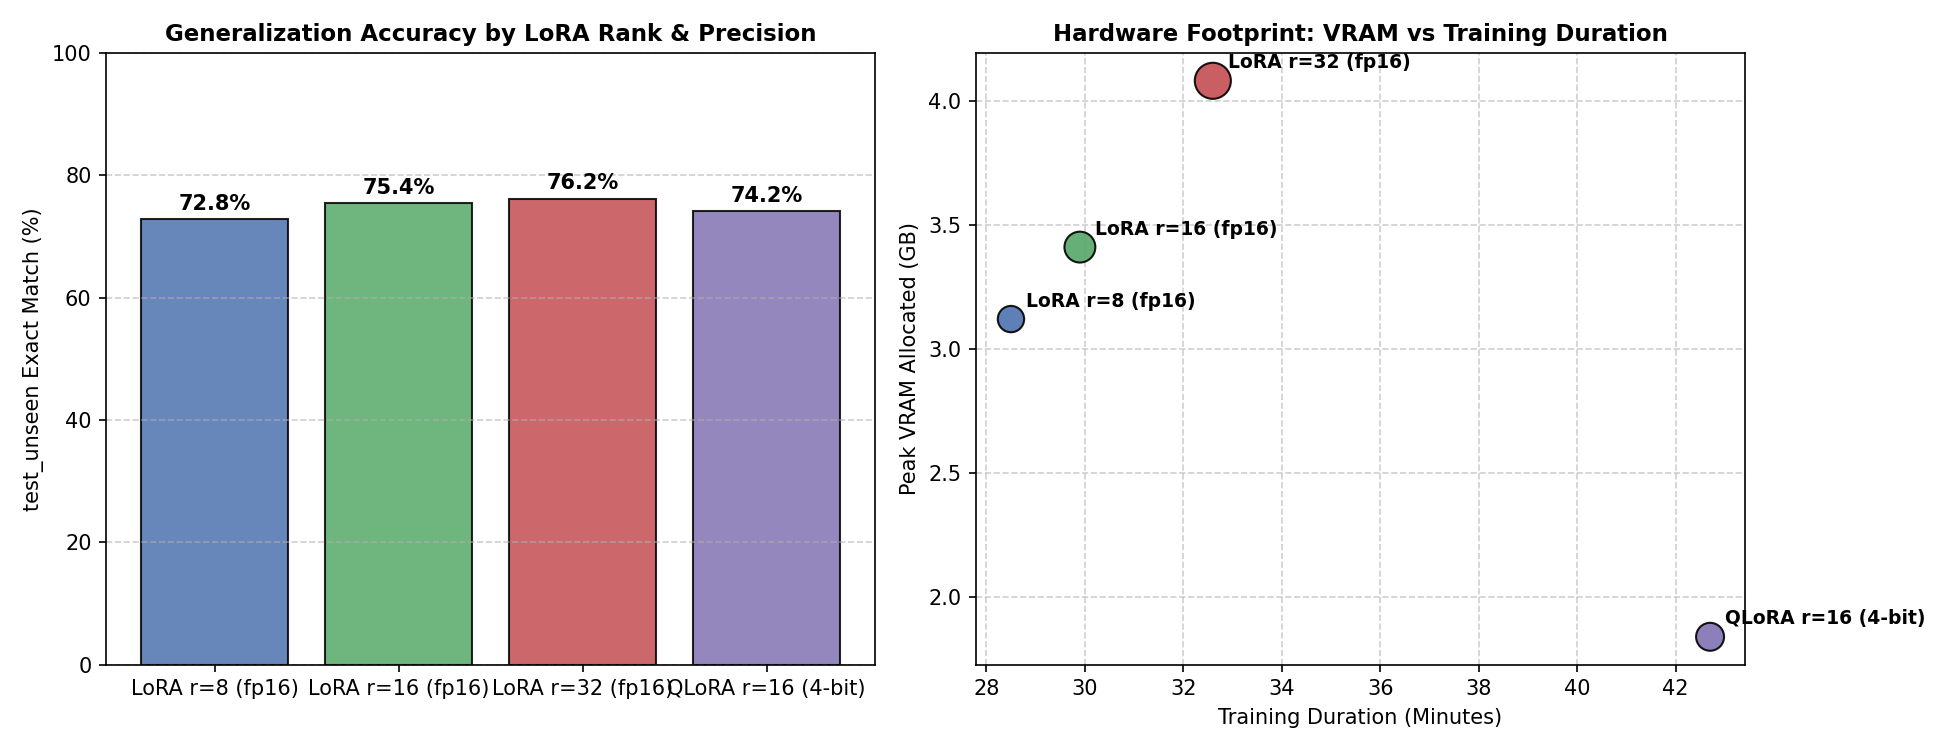 Generalization Accuracy by LoRA Rank & Precision
test_unseen Exact Match (%)
100
80
60
40
20
0
72.8%
75.4%
76.2%
74.2%
LoRA r=8 (fp16)
LoRA r=16 (fp16)
LoRA r=32 (fp16)
QLoRA r=16 (4-bit)
Hardware Footprint: VRAM vs Training Duration
Peak VRAM Allocated (GB)
4.0
3.5
3.0
2.5
2.0
LoRA r=32 (fp16)
LoRA r=16 (fp16)
LoRA r=8 (fp16)
QLoRA r=16 (4-bit)
28
30
32
34
36
38
40
42
Training Duration (Minutes)